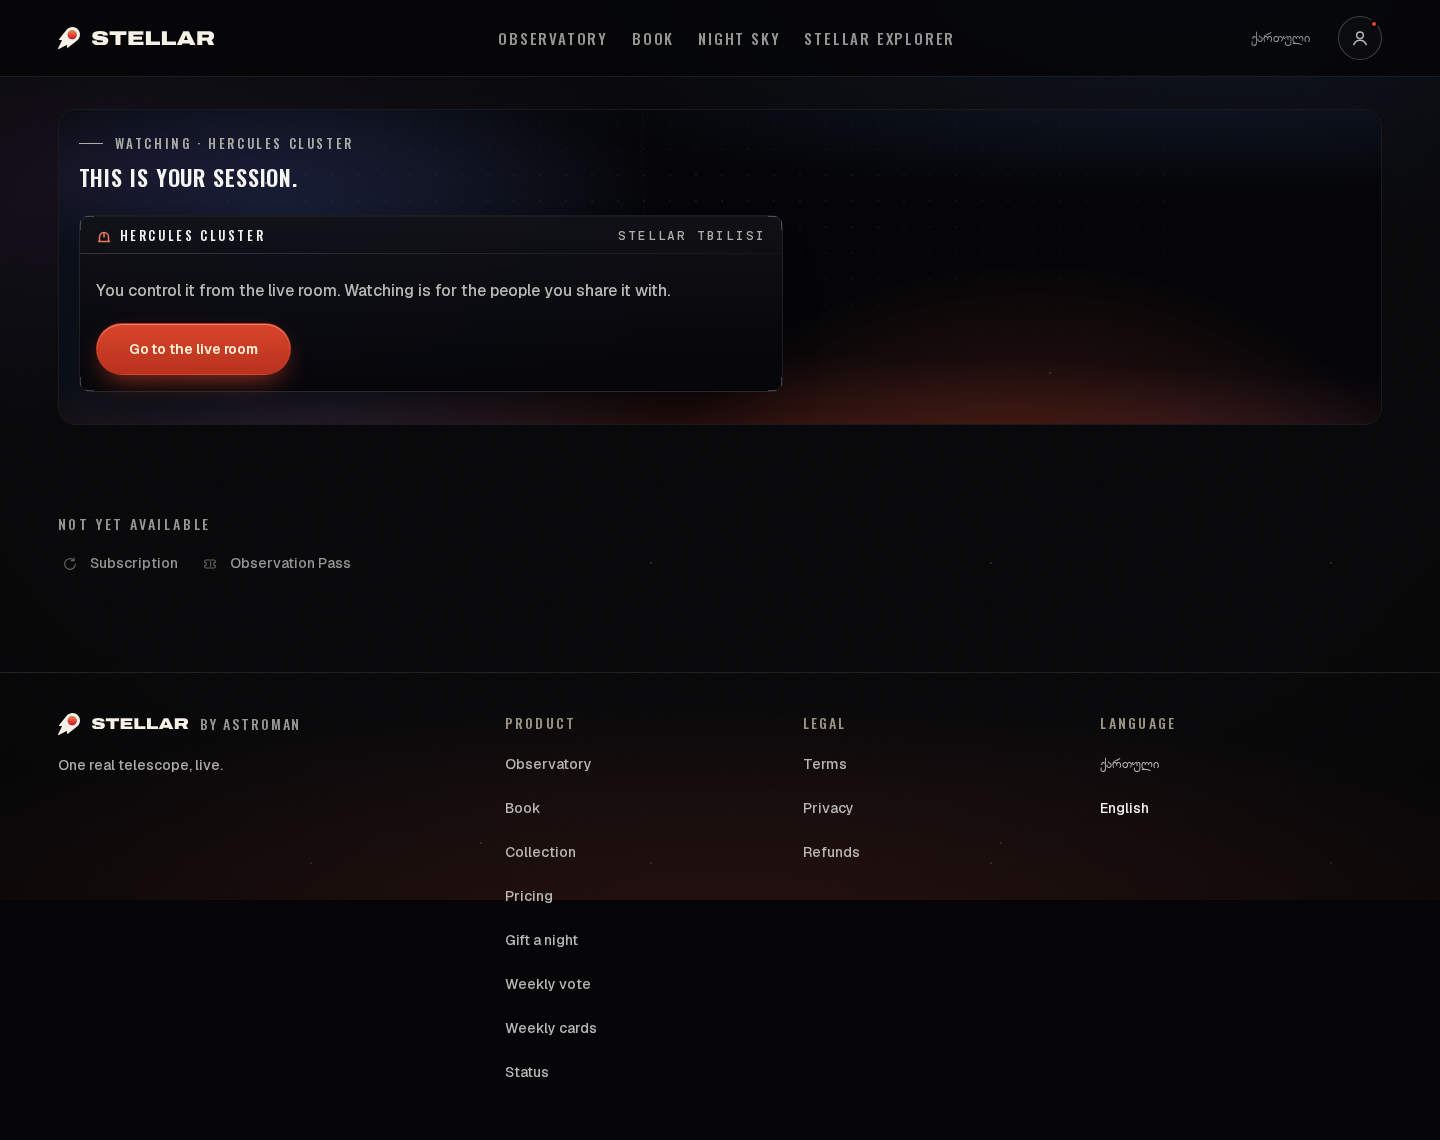 STELLAR
OBSERVATORY BOOK NIGHT SKY STELLAR EXPLORER
ქართული
WATCHING · HERCULES CLUSTER
THIS IS YOUR SESSION.
HERCULES CLUSTER
STELLAR TBILISI
You control it from the live room. Watching is for the people you share it with.
Go to the live room
NOT YET AVAILABLE
Subscription
Observation Pass
STELLAR BY ASTROMAN
One real telescope, live.
PRODUCT
Observatory
Book
Collection
Pricing
Gift a night
Weekly vote
Weekly cards
Status
LEGAL
Terms
Privacy
Refunds
LANGUAGE
ქართული
English